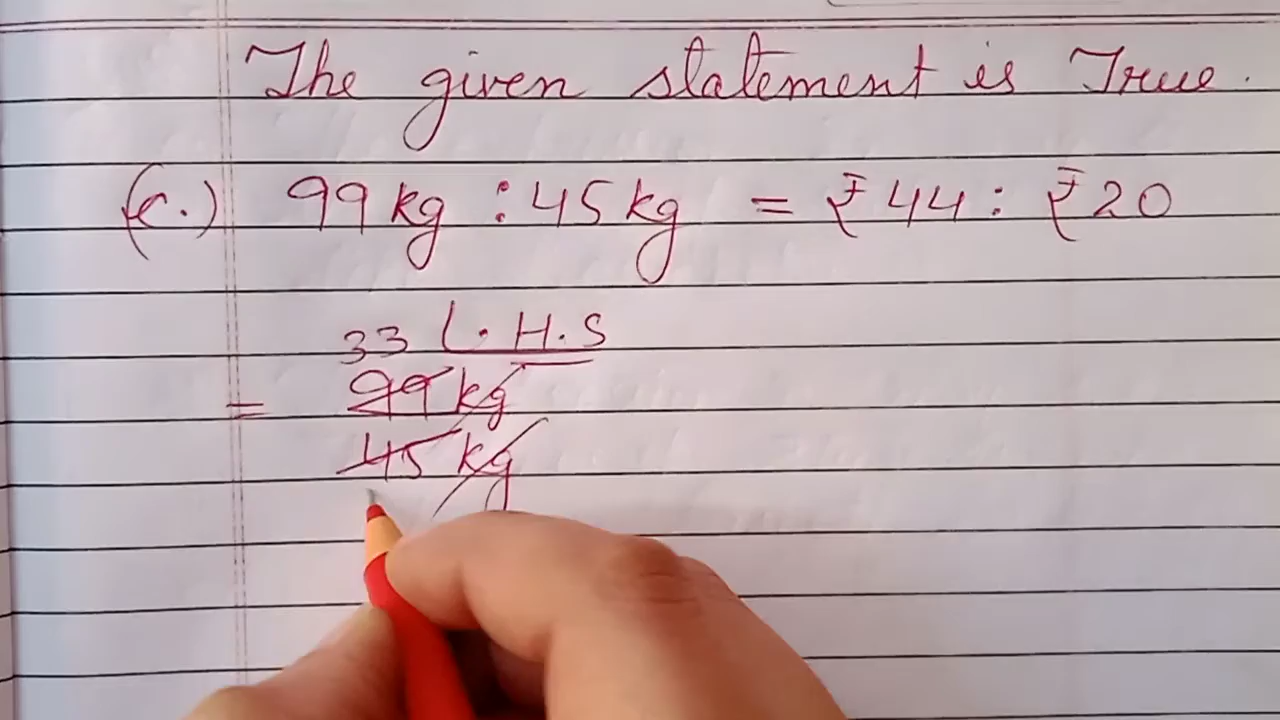 The given statement is True.
(c.) 99 kg : 45 kg = ₹ 44 : ₹ 20
33 L.H.S
= 99 kg
45 kg